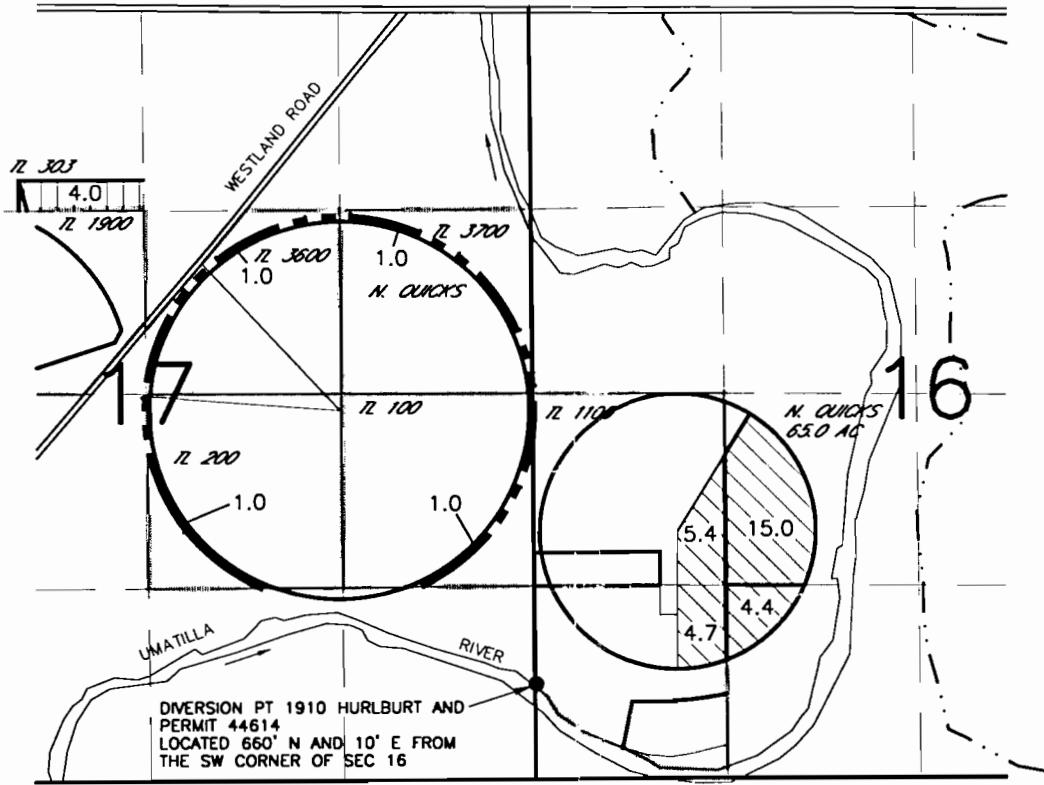 WESTLAND ROAD
TL 303
4.0
TL 1900
TL 3600
1.0
1.0
TL 3700
N. QUICKS
17
TL 100
TL 1100
N. QUICKS
65.0 AC
16
TL 200
1.0
1.0
5.4
15.0
4.7
4.4
UMATILLA
RIVER
DIVERSION PT 1910 HURLBURT AND
PERMIT 44614
LOCATED 660' N AND 10' E FROM
THE SW CORNER OF SEC 16